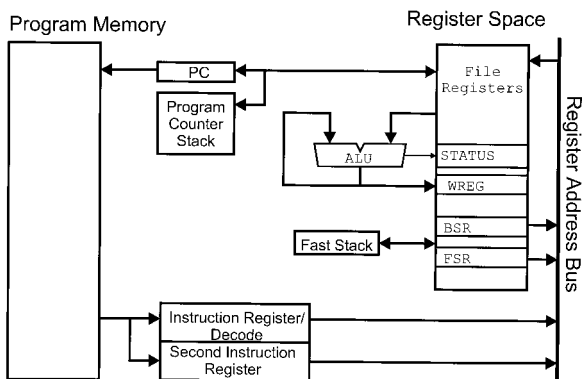 Program Memory
Register Space
PC
File
Registers
Program
Counter
Stack
ALU
STATUS
WREG
BSR
Fast Stack
FSR
Register Address Bus
Instruction Register/
Decode
Second Instruction
Register